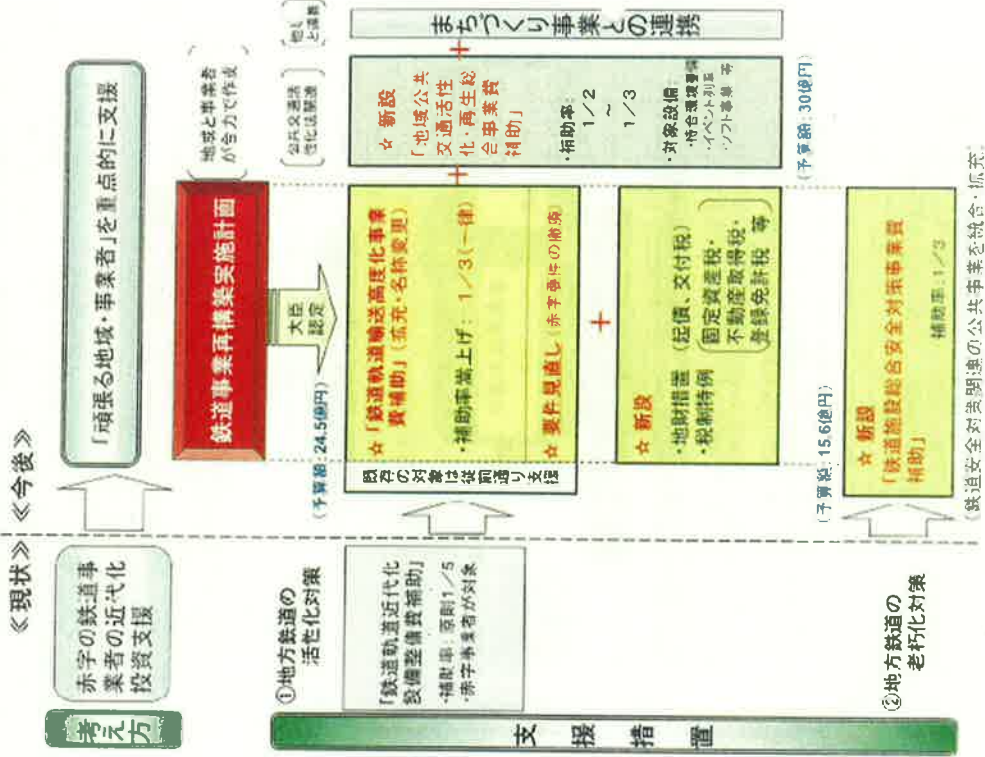 ≪現状≫
≪今後≫
考え方
赤字の鉄道事
業者の近代化
投資支援
「頑張る地域・事業者」を重点的に支援
鉄道事業再構築実施計画
地域と事業者
が合力で作成
大臣
認定
公共交通活
性化法関連
支援措置
①地方鉄道の
活性化対策
「鉄道軌道近代化
設備整備費補助」
・補助率:原則1/5
・赤字事業者が対象
(予算額:24.5億円)
既存の対象は従前通り支援
☆「鉄道軌道輸送高度化事業
費補助」(拡充・名称変更)
・補助率嵩上げ:1/3(一律)
☆ 要件見直し(赤字要件の撤廃)
+
☆ 新設
・地財措置 (起債、交付税)
・税制特例
固定資産税・
不動産取得税・
登録免許税 等
+
☆ 新設
「地域公共
交通活性
化・再生総
合事業費
補助」
・補助率:
1/2
~
1/3
・対象設備:
・待合環境整備
・イベント列車
・ソフト事業 等
(予算額:30億円)
+
まちづくり事業との連携
②地方鉄道の
老朽化対策
(予算額:15.6億円)
☆ 新設
「鉄道施設総合安全対策事業費
補助」
補助率:1/3
(鉄道安全対策関連の公共事業を統合・拡充)